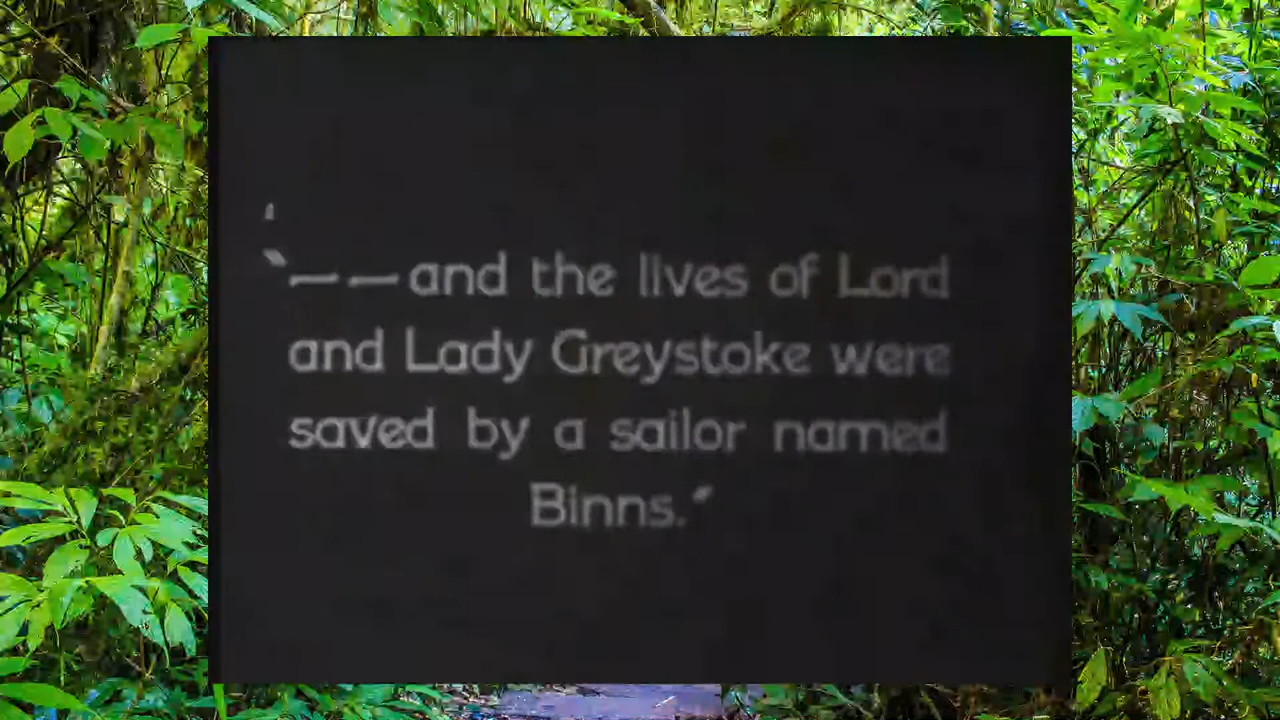 "——and the lives of Lord
and Lady Greystoke were
saved by a sailor named
Binns."